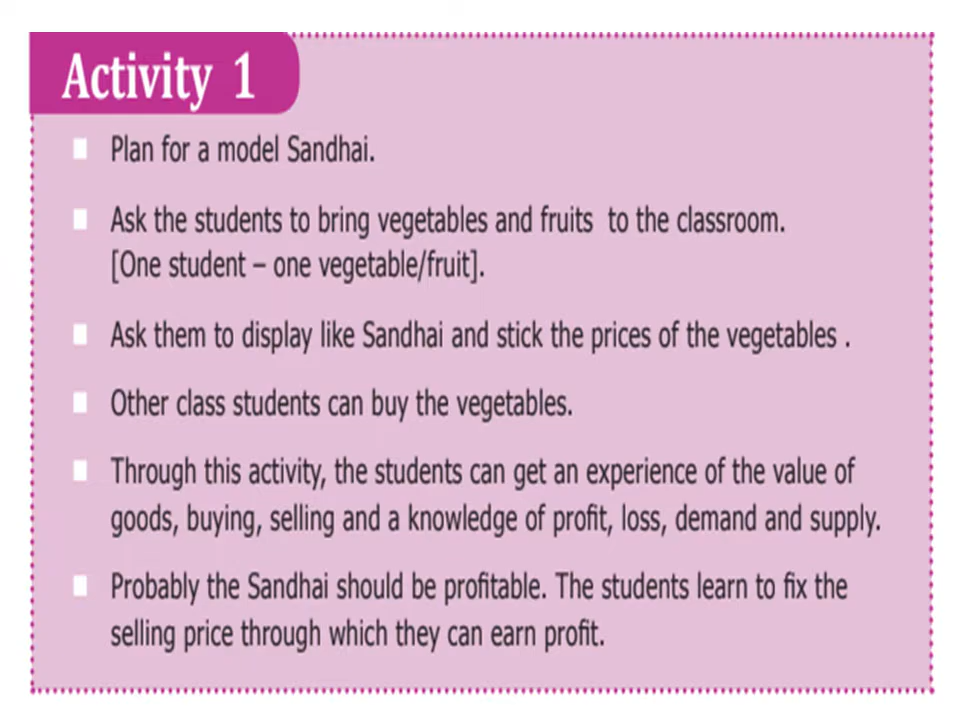 Activity 1
Plan for a model Sandhai.
Ask the students to bring vegetables and fruits to the classroom.
[One student – one vegetable/fruit].
Ask them to display like Sandhai and stick the prices of the vegetables .
Other class students can buy the vegetables.
Through this activity, the students can get an experience of the value of
goods, buying, selling and a knowledge of profit, loss, demand and supply.
Probably the Sandhai should be profitable. The students learn to fix the
selling price through which they can earn profit.